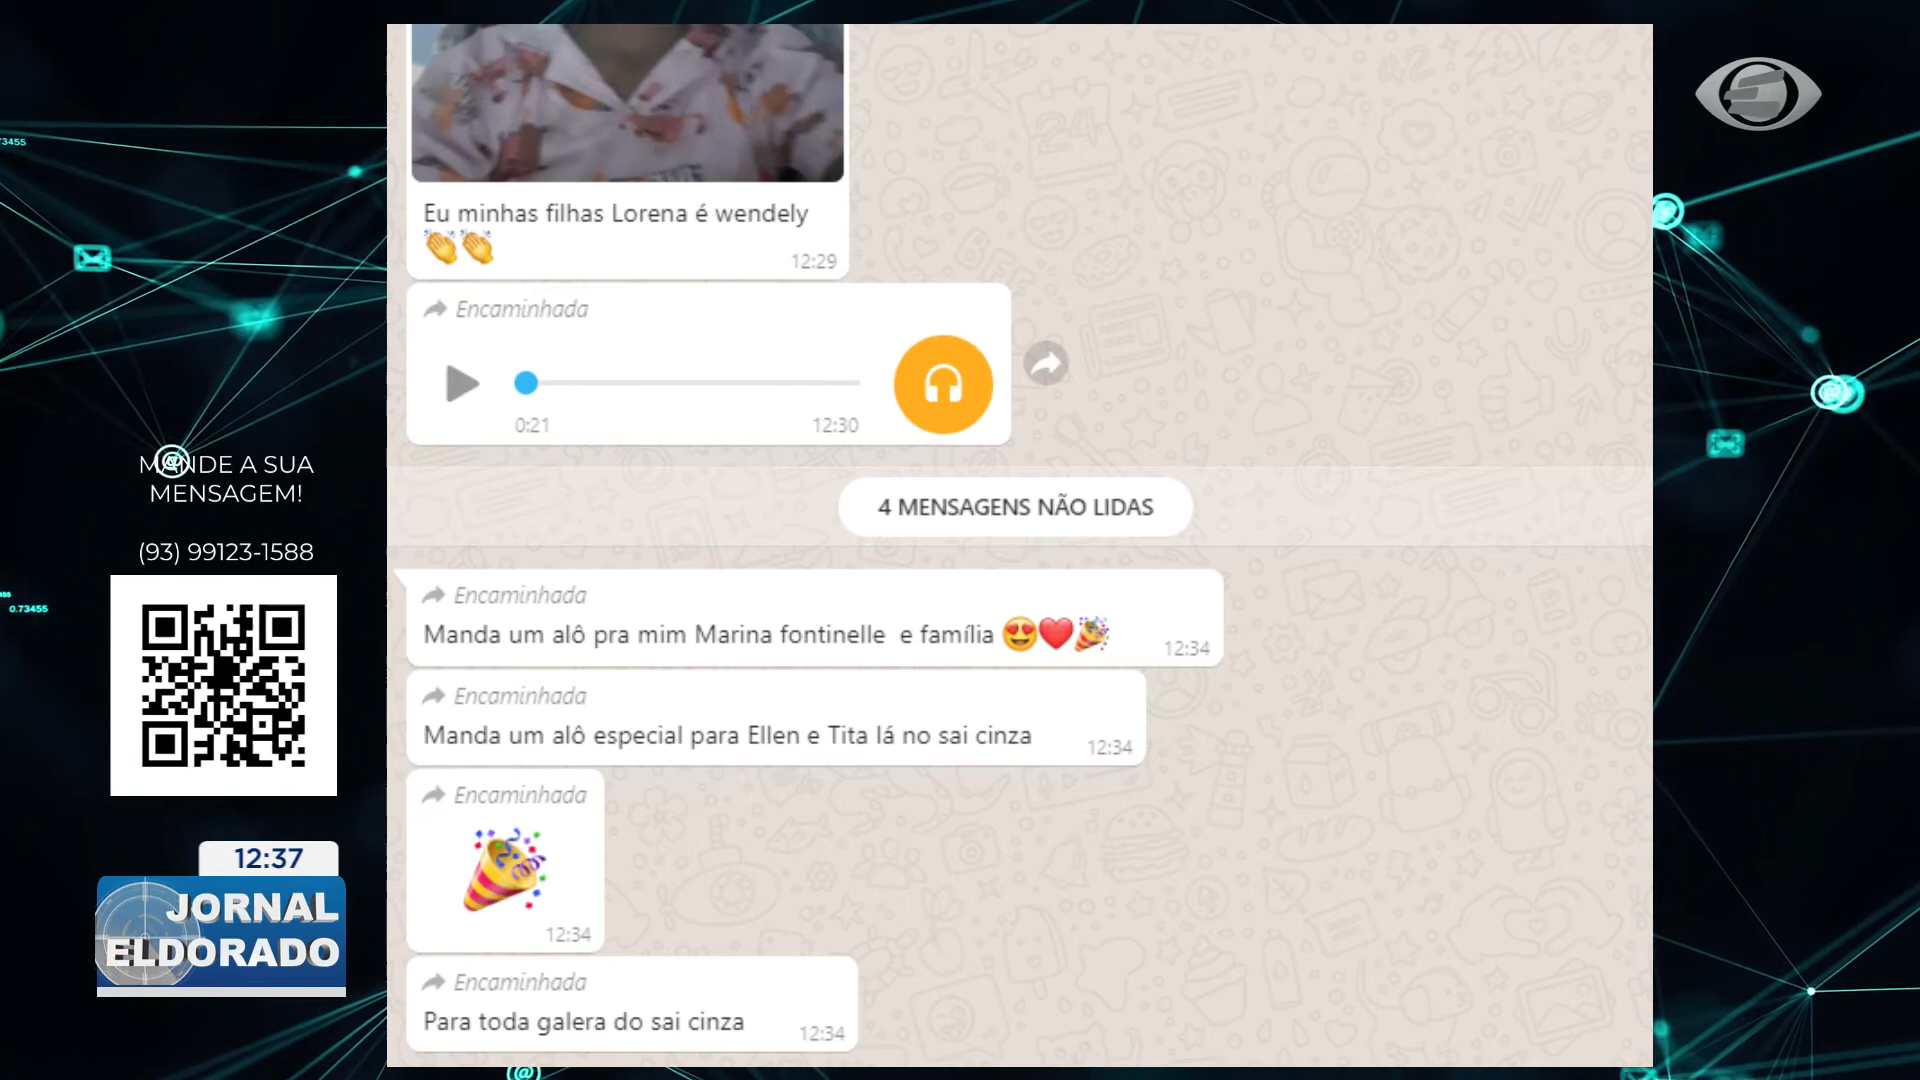 73455
0.73455
MANDE A SUA
MENSAGEM!
(93) 99123-1588
12:37
JORNAL
ELDORADO
Eu minhas filhas Lorena é wendely
👏👏
12:29
Encaminhada
0:21 12:30
4 MENSAGENS NÃO LIDAS
Encaminhada
Manda um alô pra mim Marina fontinelle e família 😍❤️🎉
12:34
Encaminhada
Manda um alô especial para Ellen e Tita lá no sai cinza
12:34
Encaminhada
🎉
12:34
Encaminhada
Para toda galera do sai cinza
12:34